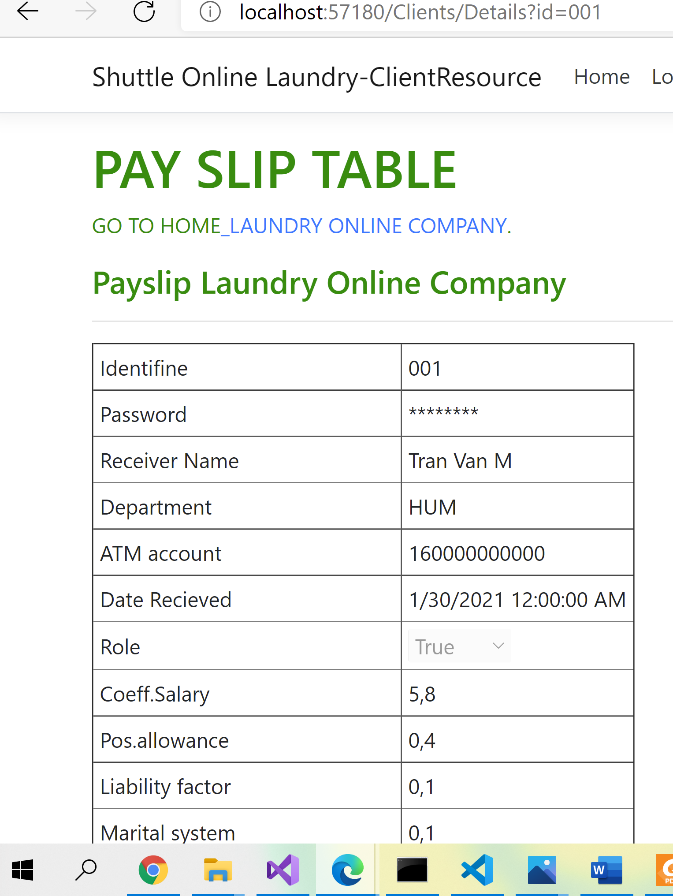 localhost:57180/Clients/Details?id=001
Shuttle Online Laundry-ClientResource Home Lo
PAY SLIP TABLE
GO TO HOME_LAUNDRY ONLINE COMPANY.
Payslip Laundry Online Company
Identifine 001
Password ********
Receiver Name Tran Van M
Department HUM
ATM account 160000000000
Date Recieved 1/30/2021 12:00:00 AM
Role True
Coeff.Salary 5,8
Pos.allowance 0,4
Liability factor 0,1
Marital system 0,1